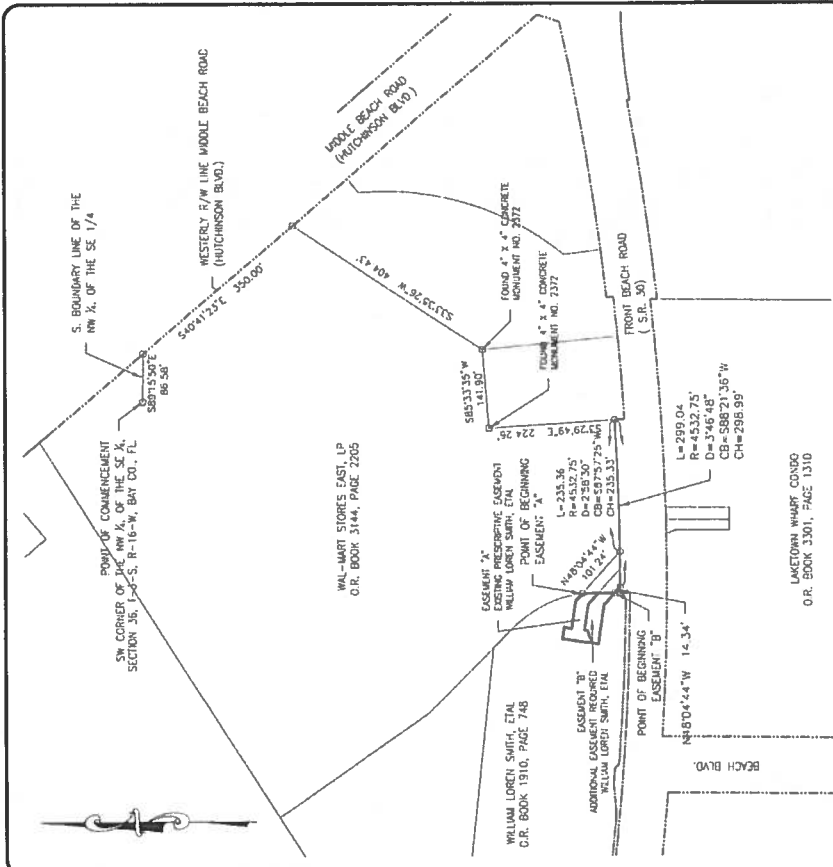 S. BOUNDARY LINE OF THE
NW ¼, OF THE SE 1/4
WESTERLY R/W LINE MIDDLE BEACH ROAD
(HUTCHINSON BLVD.)
MIDDLE BEACH ROAD
(HUTCHINSON BLVD)
POINT OF COMMENCEMENT
SW CORNER OF THE NW ¼, OF THE SE ¼,
SECTION 36, R-16-W, BAY CO., FL
S89°15'50"E
86.58'
S40°41'23"E 350.00'
S33°35'26"W 404.43'
WAL-MART STORES EAST, LP
O.R. BOOK 3144, PAGE 2205
FOUND 4" X 4" CONCRETE
MONUMENT NO. 2372
FOUND 4" X 4" CONCRETE
MONUMENT NO. 2372
S85°33'35"W
141.90'
224.26'
FRONT BEACH ROAD
( S.R. 30)
EASEMENT "A"
EXISTING PRESCRIPTIVE EASEMENT
WILLIAM LOREN SMITH, ETAL
POINT OF BEGINNING
EASEMENT "A"
L=235.36
R=4532.75'
D=2°58'30"
CB=S87°57'25"W
CH=235.33'
N48°04'44"W
101.24'
L=299.04
R=4532.75'
D=3°46'48"
CB=S88°21'36"W
CH=298.99'
WILLIAM LOREN SMITH, ETAL
O.R. BOOK 1910, PAGE 748
EASEMENT "B"
ADDITIONAL EASEMENT REQUIRED
WILLIAM LOREN SMITH, ETAL
POINT OF BEGINNING
EASEMENT "B"
N48°04'44"W 14.34'
BEACH BLVD.
LAKETOWN WHARF CONDO
O.R. BOOK 3301, PAGE 1310